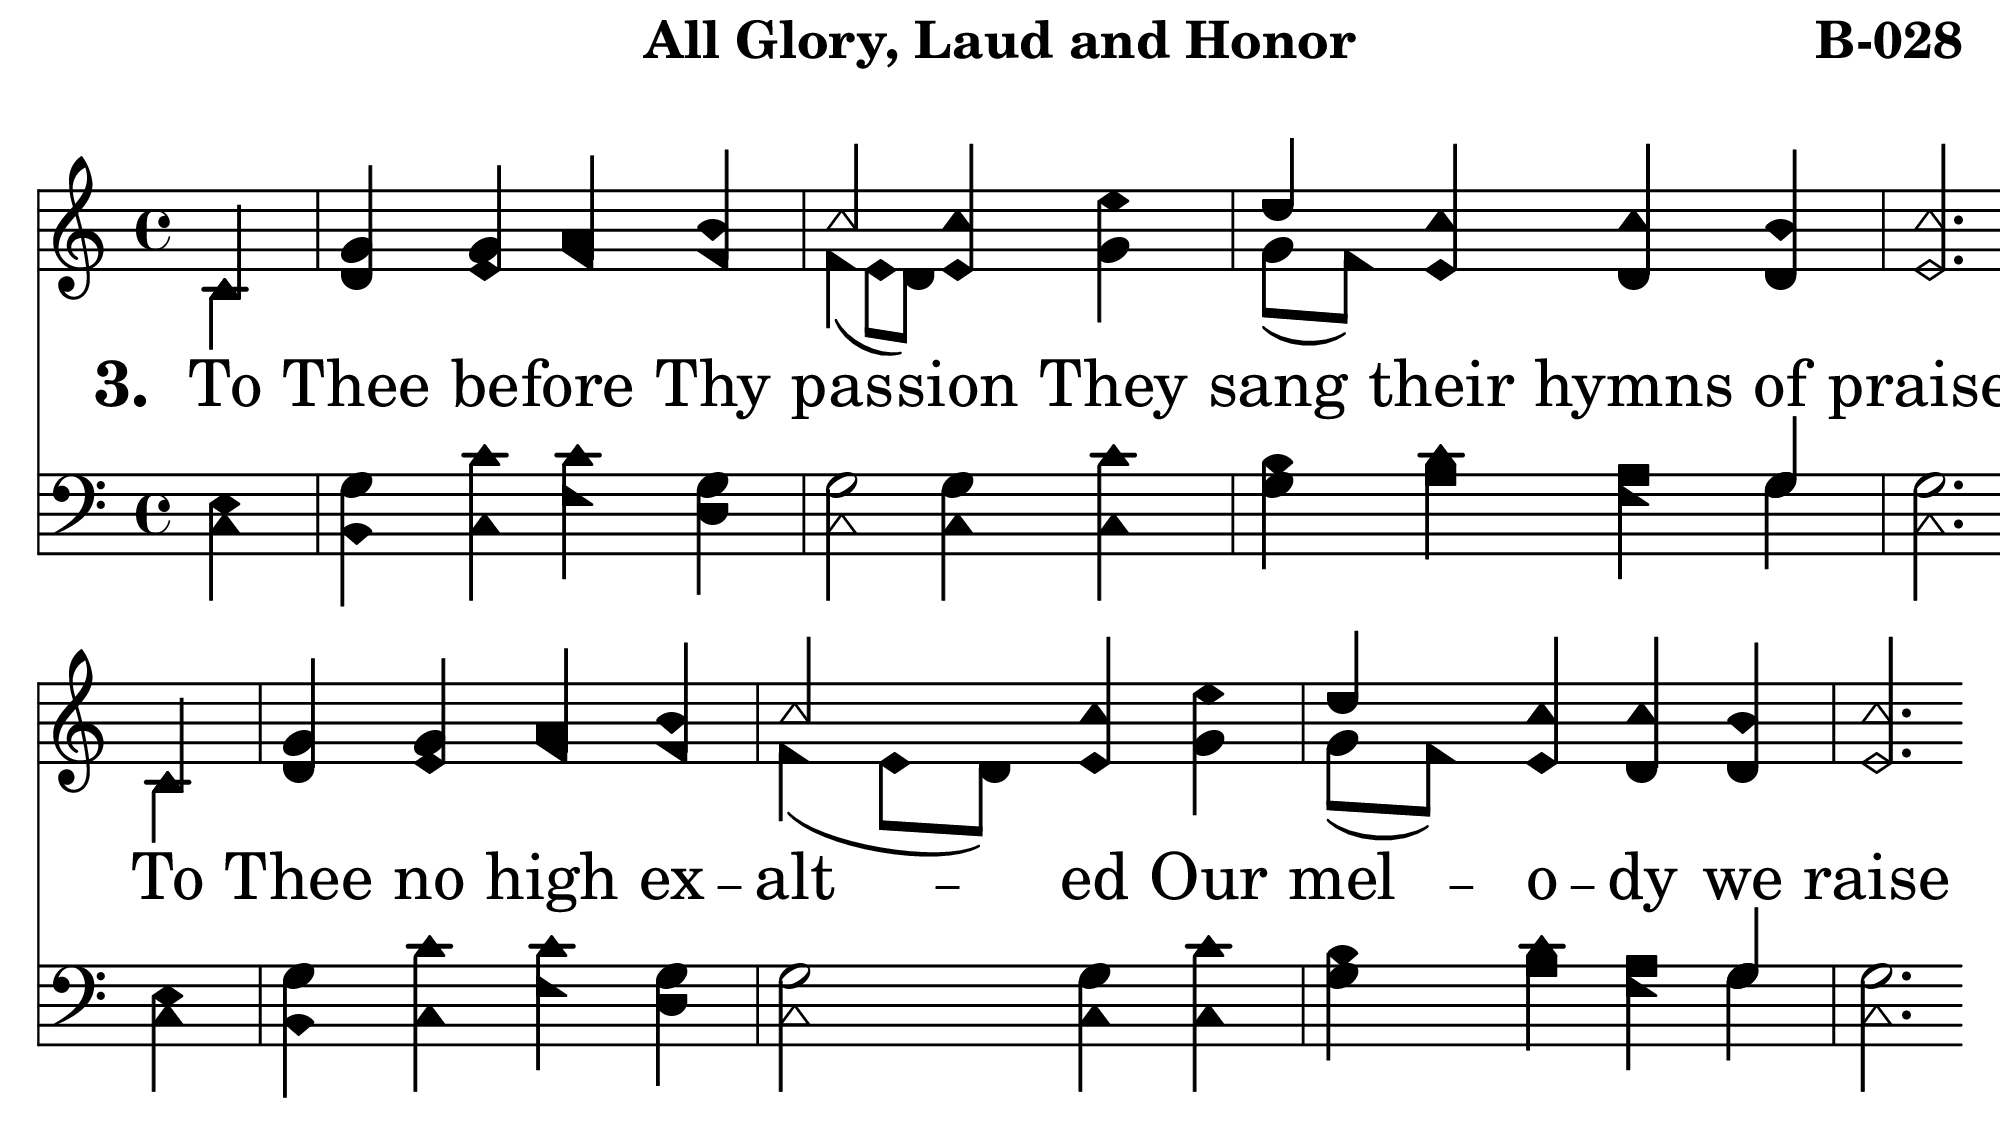 All Glory, Laud and Honor B-028
3. To Thee before Thy passion They sang their hymns of praise
To Thee no high ex – alt – ed Our mel – o – dy we raise